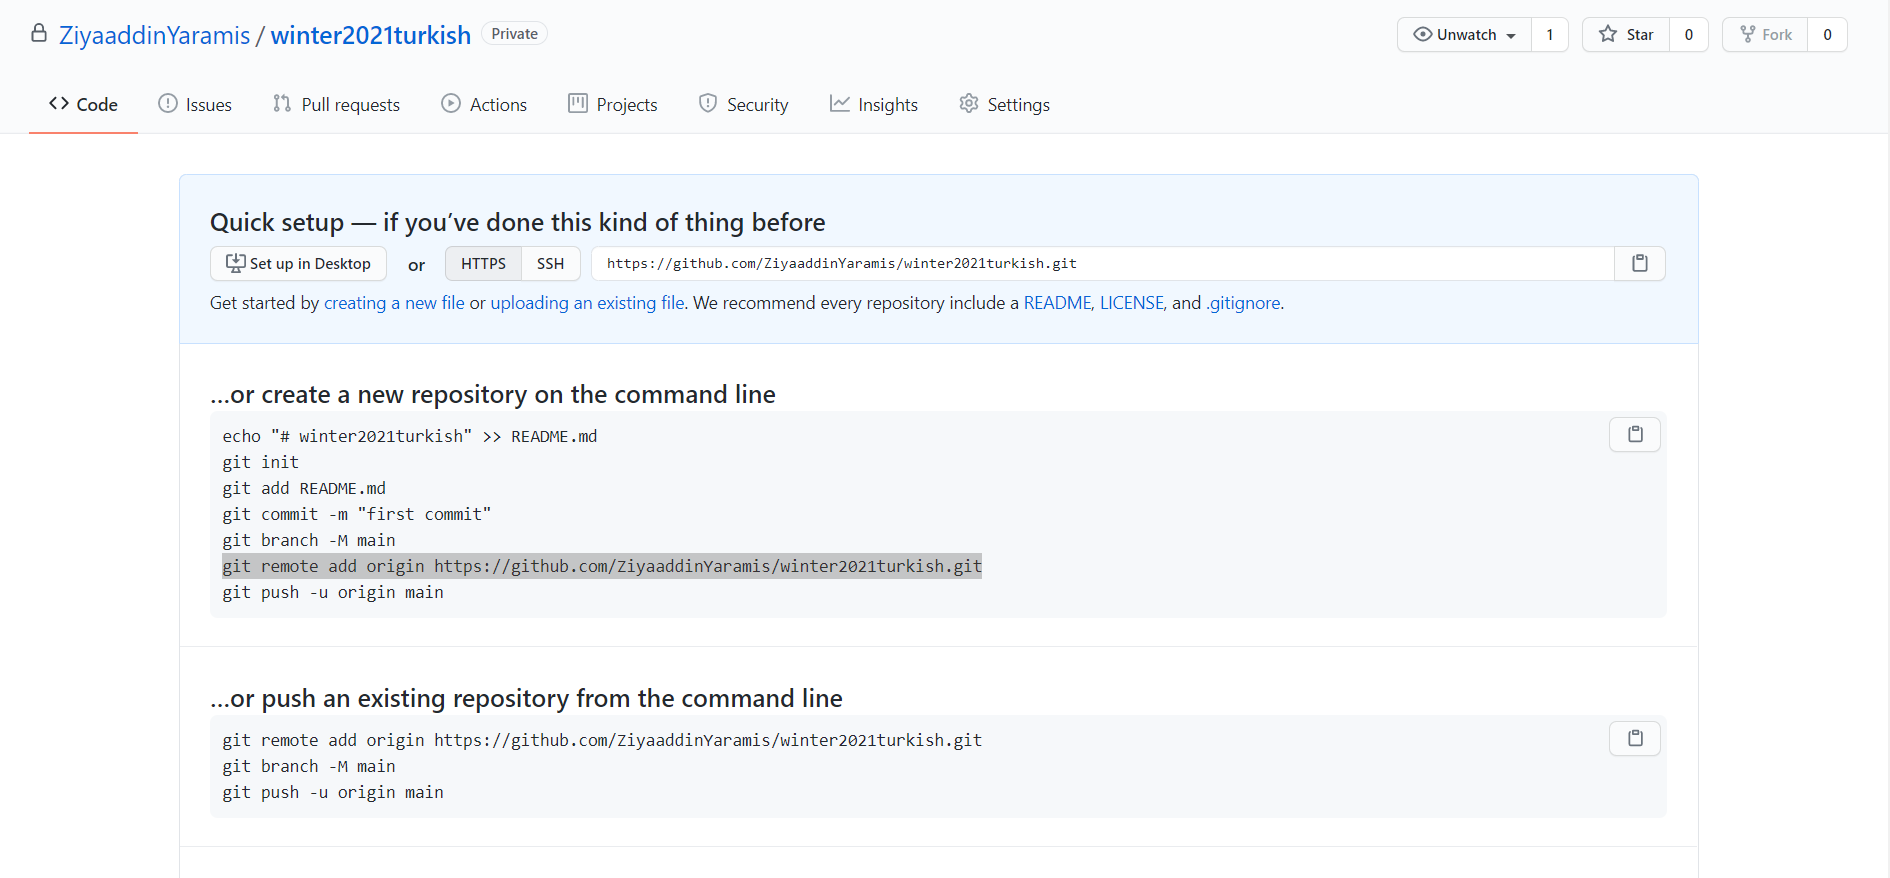 ZiyaaddinYaramis / winter2021turkish Private
Unwatch 1 Star 0 Fork 0
Code Issues Pull requests Actions Projects Security Insights Settings
Quick setup — if you’ve done this kind of thing before
Set up in Desktop or HTTPS SSH https://github.com/ZiyaaddinYaramis/winter2021turkish.git
Get started by creating a new file or uploading an existing file. We recommend every repository include a README, LICENSE, and .gitignore.
…or create a new repository on the command line
echo "# winter2021turkish" >> README.md
git init
git add README.md
git commit -m "first commit"
git branch -M main
git remote add origin https://github.com/ZiyaaddinYaramis/winter2021turkish.git
git push -u origin main
…or push an existing repository from the command line
git remote add origin https://github.com/ZiyaaddinYaramis/winter2021turkish.git
git branch -M main
git push -u origin main